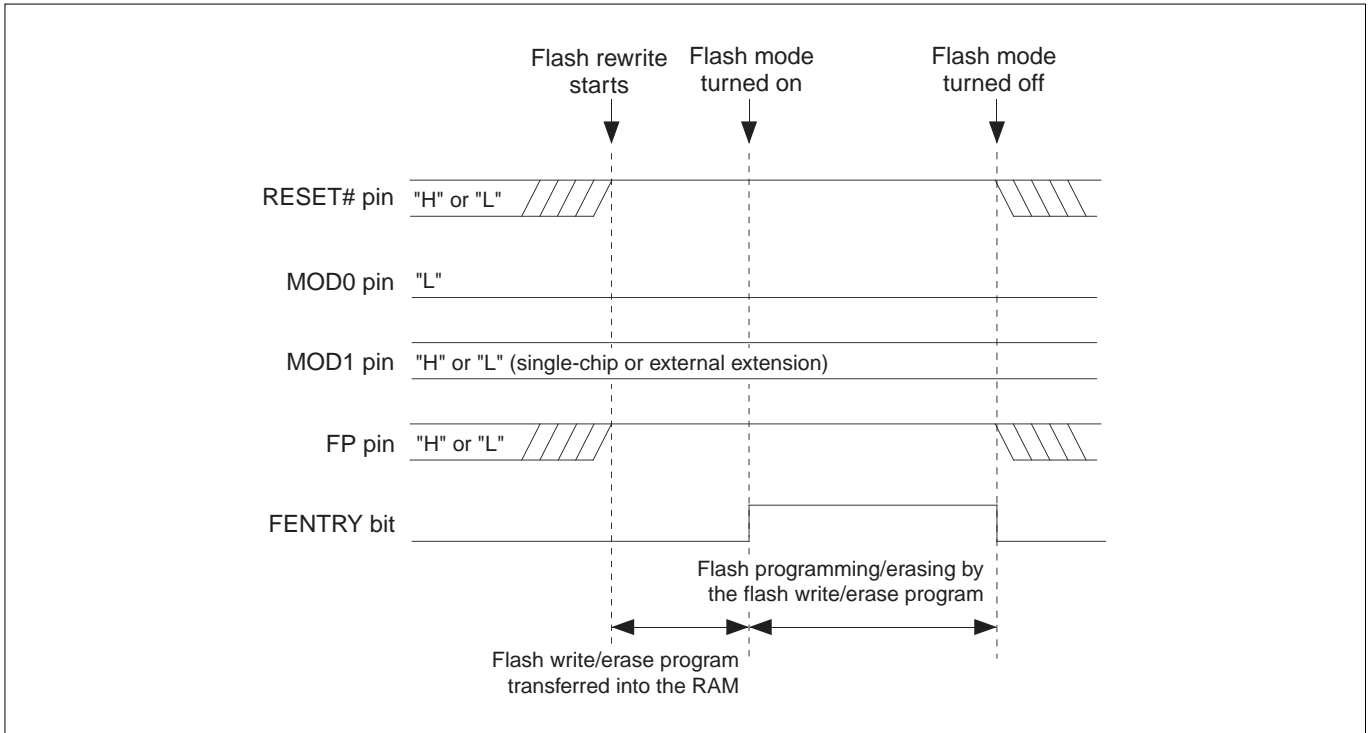 Flash rewrite
starts
Flash mode
turned on
Flash mode
turned off
RESET# pin "H" or "L"
MOD0 pin "L"
MOD1 pin "H" or "L" (single-chip or external extension)
FP pin "H" or "L"
FENTRY bit
Flash programming/erasing by
the flash write/erase program
Flash write/erase program
transferred into the RAM